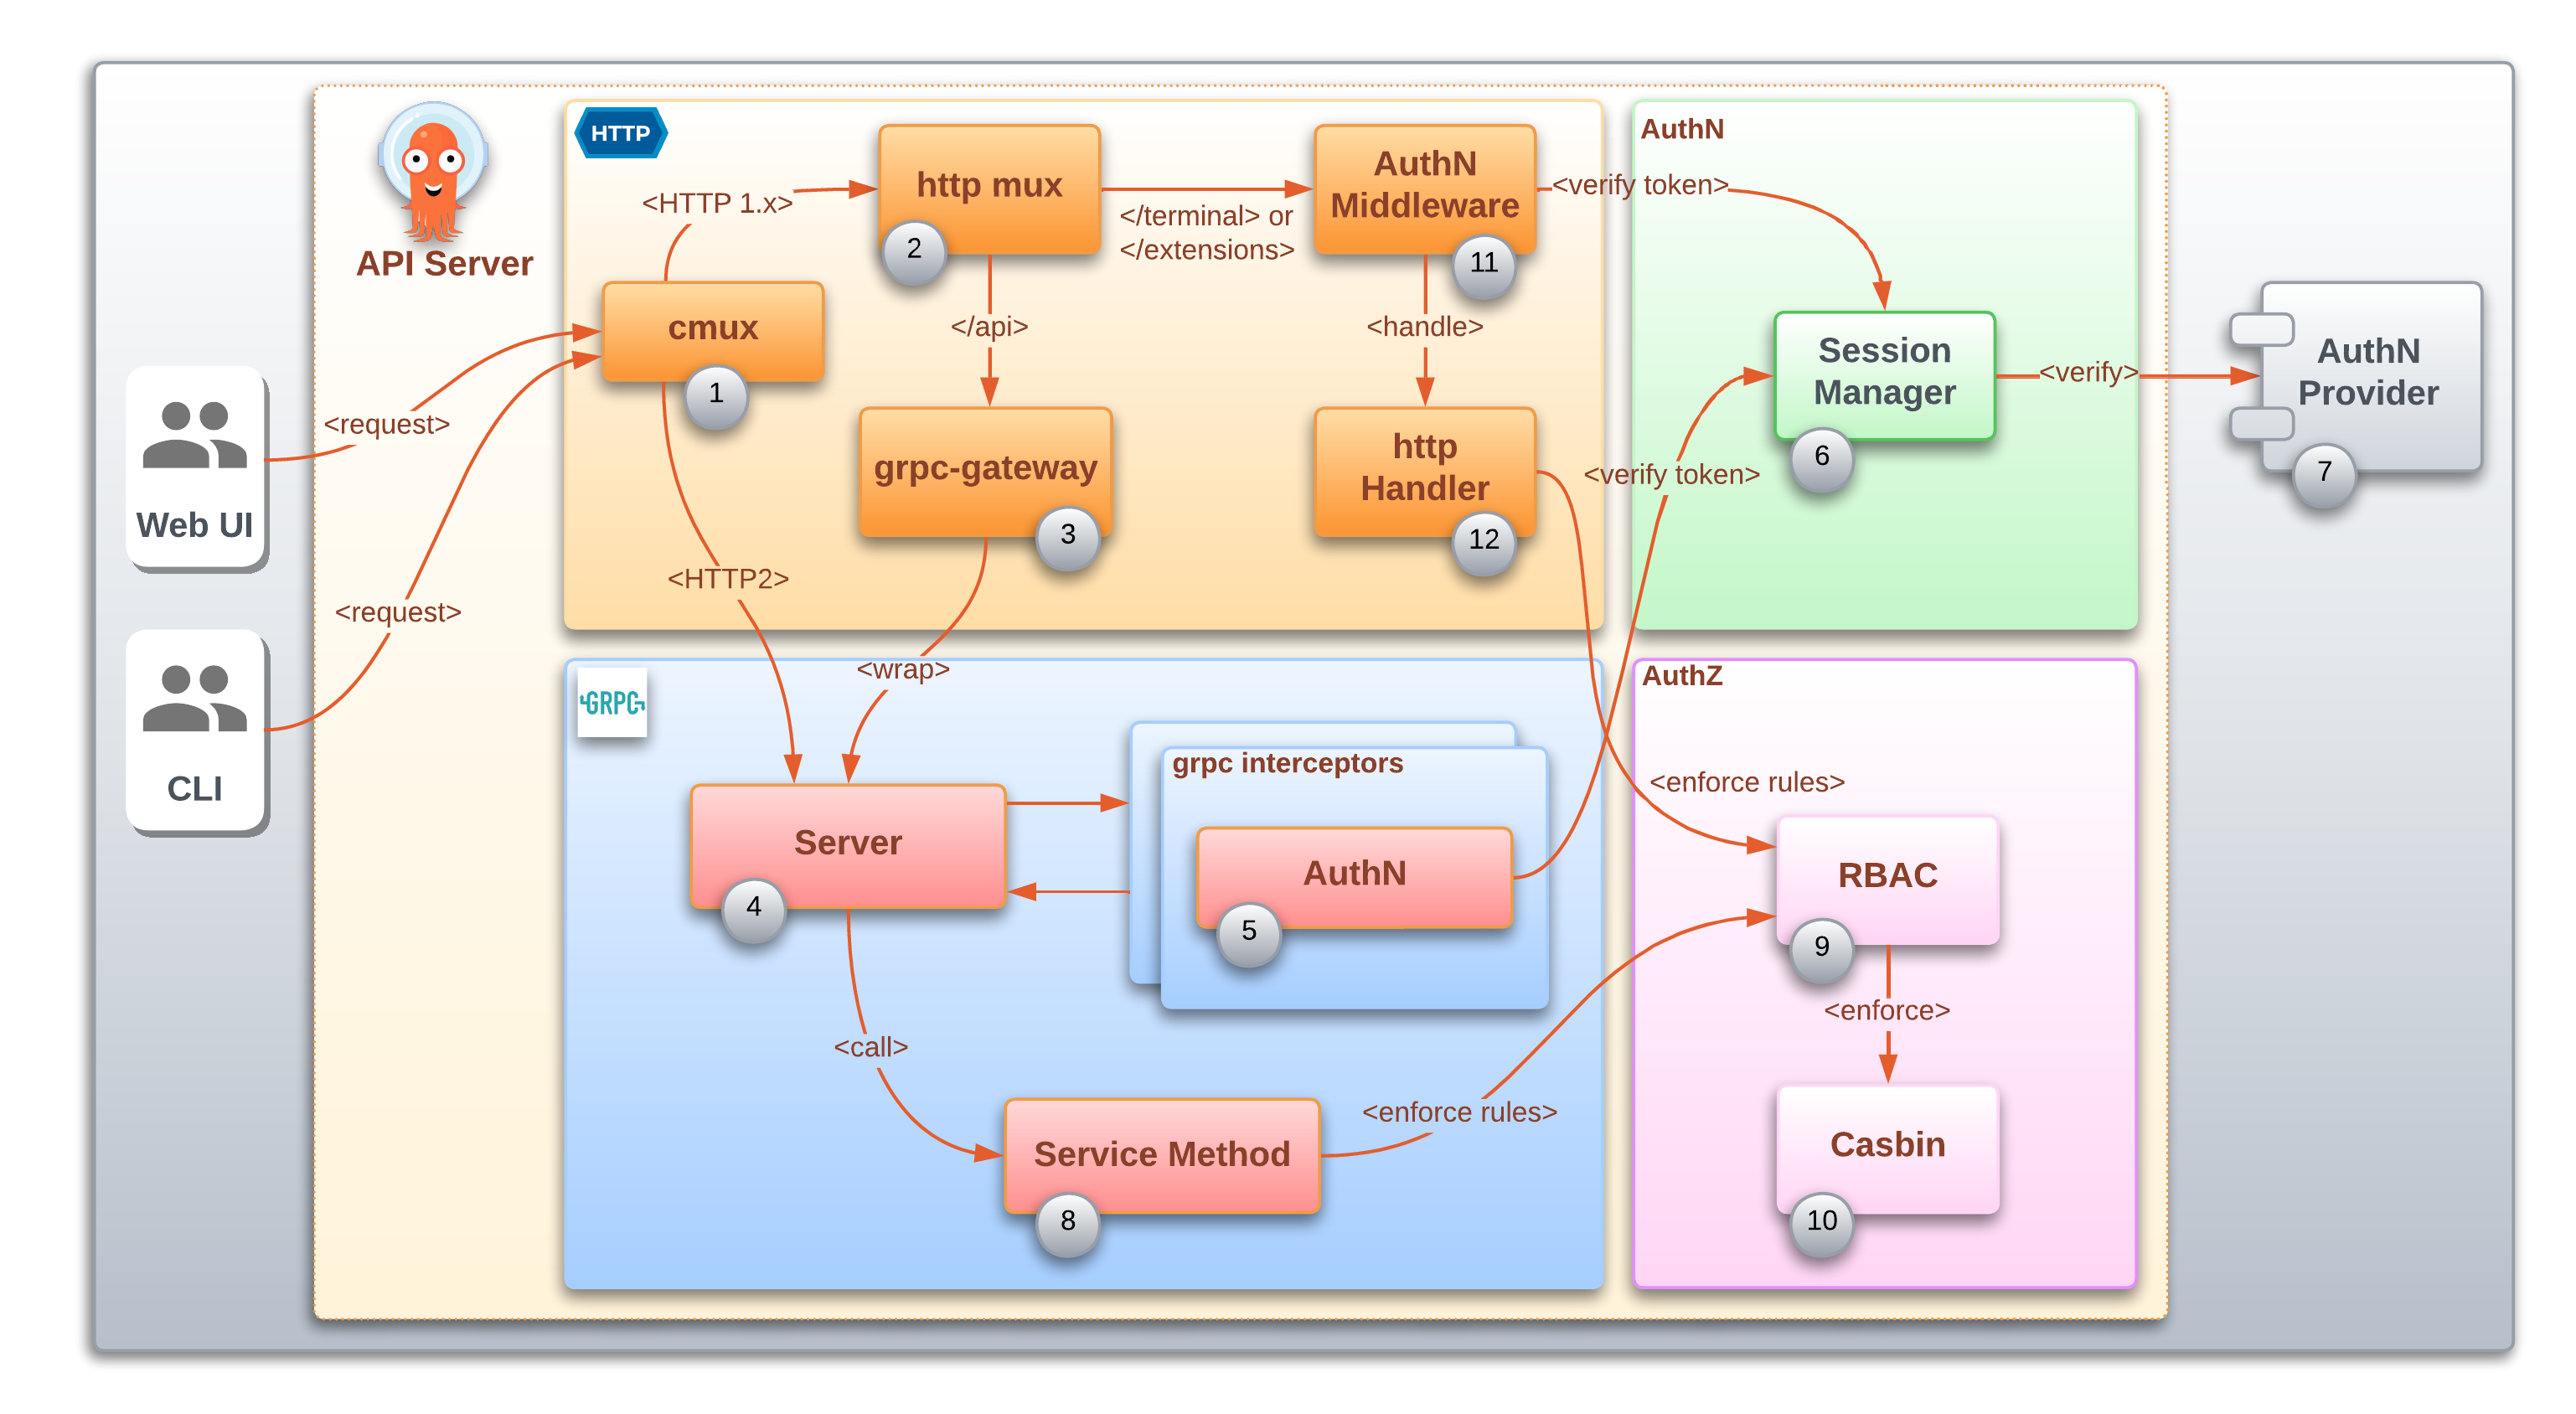 API Server
HTTP
<HTTP 1.x>
http mux
2
</terminal> or
</extensions>
AuthN
Middleware
11
<verify token>
AuthN
cmux
1
</api>
<handle>
Session
Manager
6
<verify>
AuthN
Provider
7
<request>
Web UI
grpc-gateway
3
http
Handler
12
<verify token>
<HTTP2>
<request>
CLI
<wrap>
GRPC
AuthZ
grpc interceptors
<enforce rules>
Server
4
AuthN
5
RBAC
9
<enforce>
<call>
<enforce rules>
Service Method
8
Casbin
10